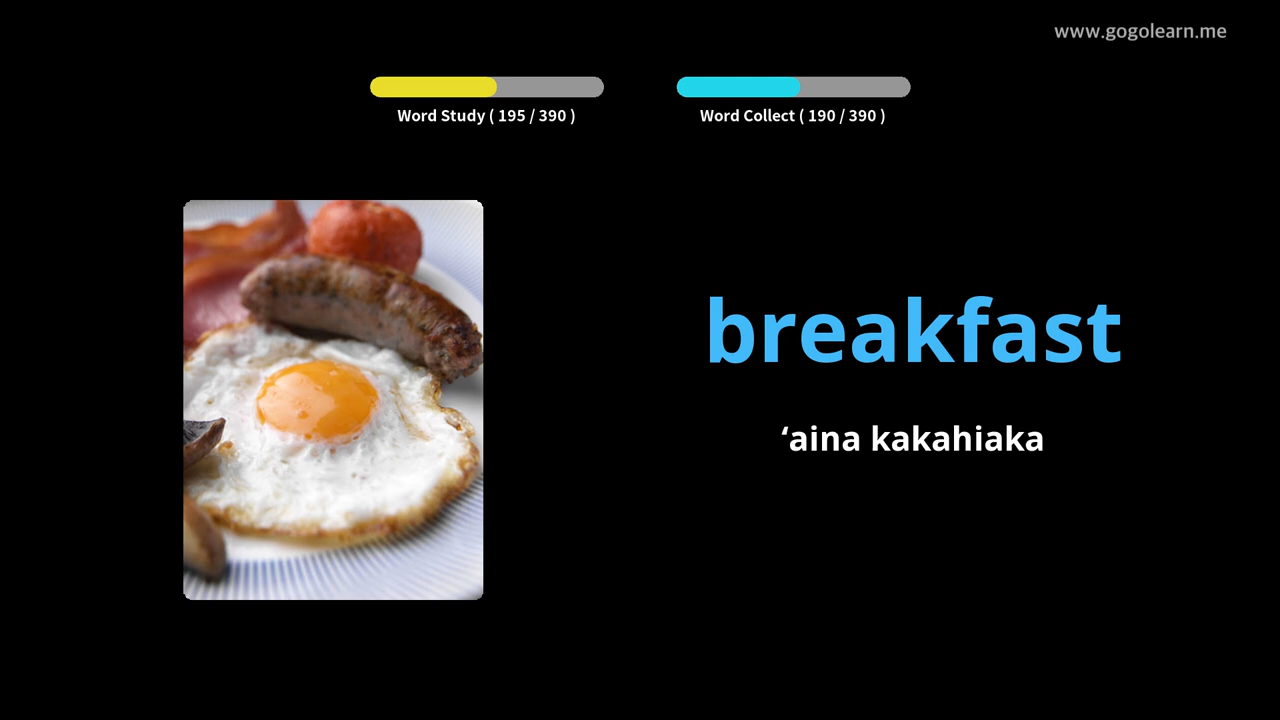 www.gogolearn.me
Word Study ( 195 / 390 )
Word Collect ( 190 / 390 )
breakfast
ʻaina kakahiaka